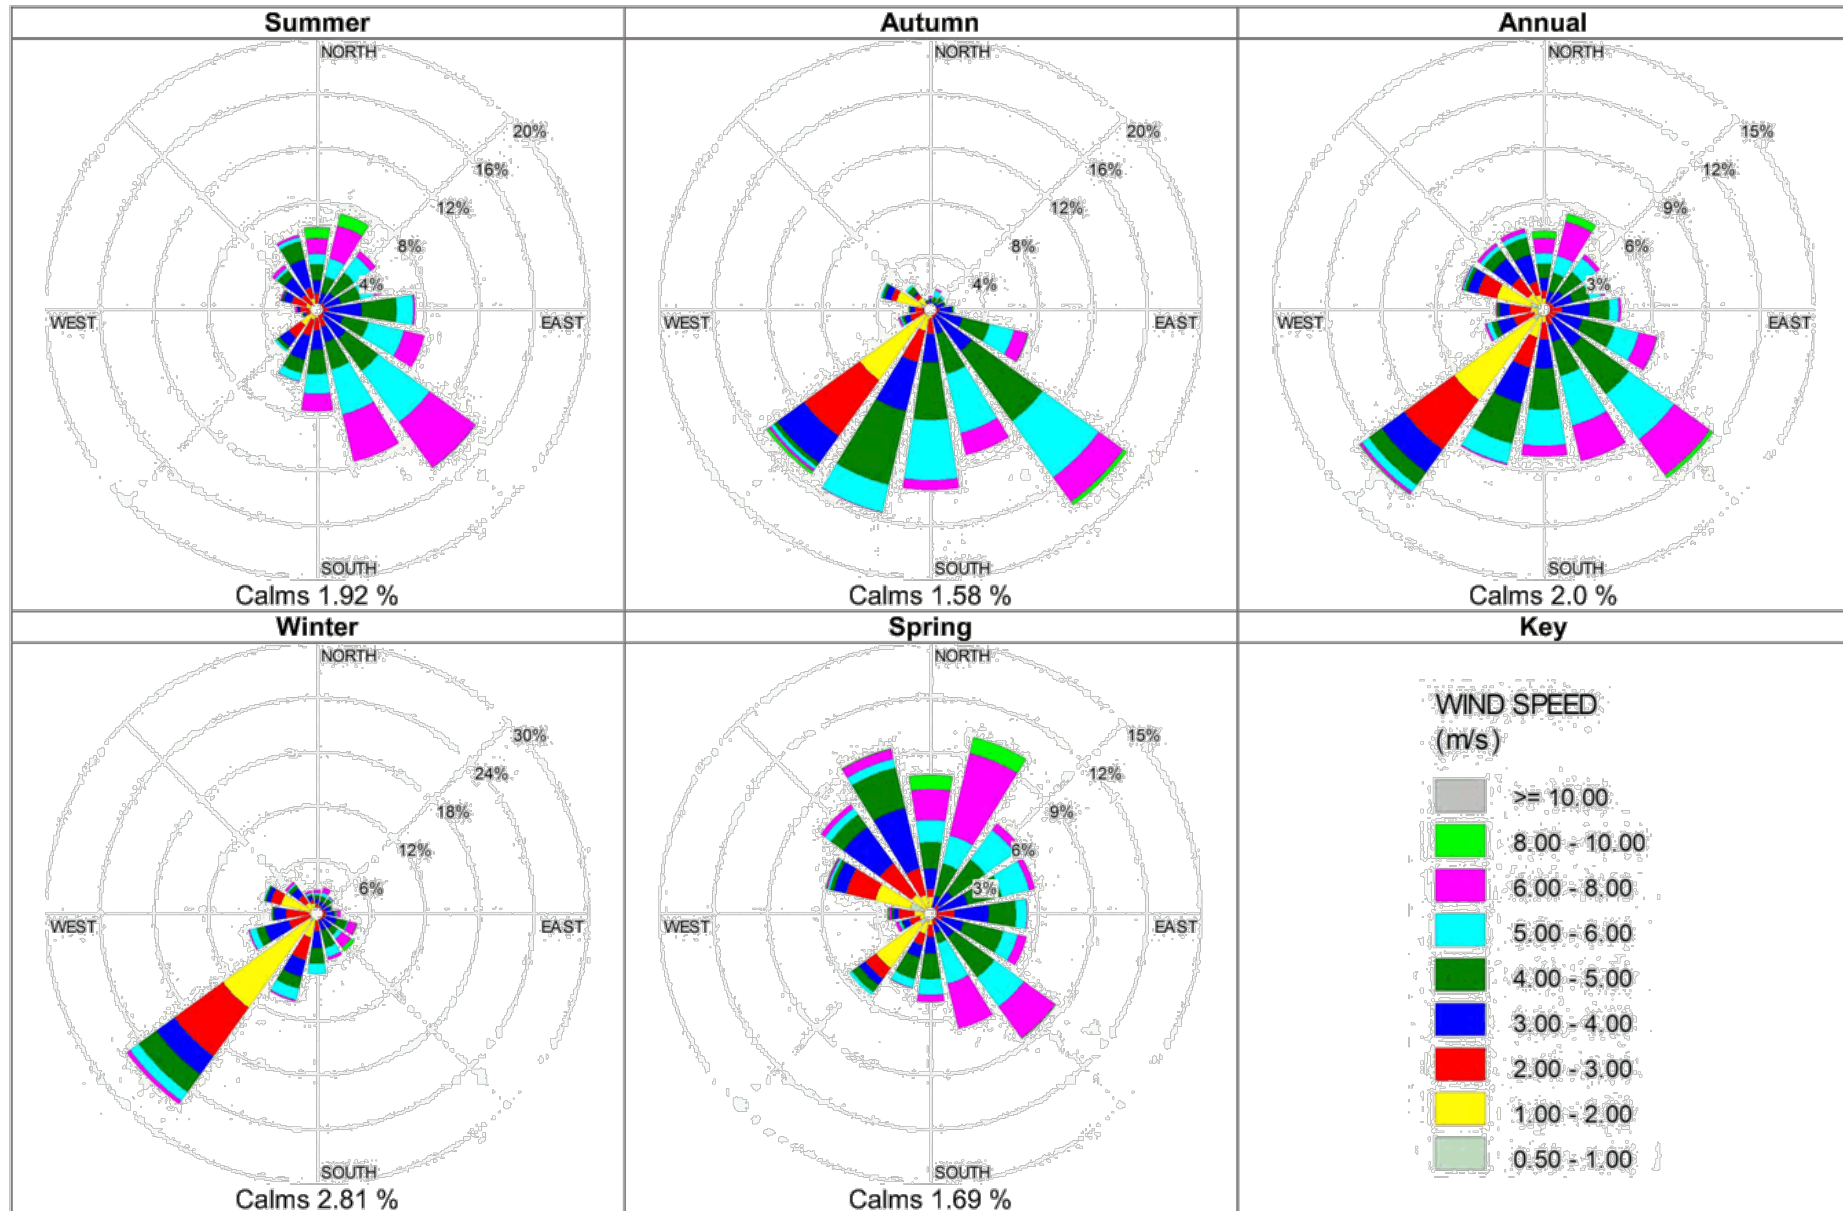 Summer
Autumn
Annual
NORTH
20%
16%
12%
8%
4%
WEST
EAST
SOUTH
Calms 1.92 %
NORTH
20%
16%
12%
8%
4%
WEST
EAST
SOUTH
Calms 1.58 %
NORTH
15%
12%
9%
6%
3%
WEST
EAST
SOUTH
Calms 2.0 %
Winter
Spring
Key
NORTH
30%
24%
18%
12%
6%
WEST
EAST
SOUTH
Calms 2.81 %
NORTH
15%
12%
9%
6%
3%
WEST
EAST
SOUTH
Calms 1.69 %
WIND SPEED
(m/s)
>= 10.00
8.00 - 10.00
6.00 - 8.00
5.00 - 6.00
4.00 - 5.00
3.00 - 4.00
2.00 - 3.00
1.00 - 2.00
0.50 - 1.00